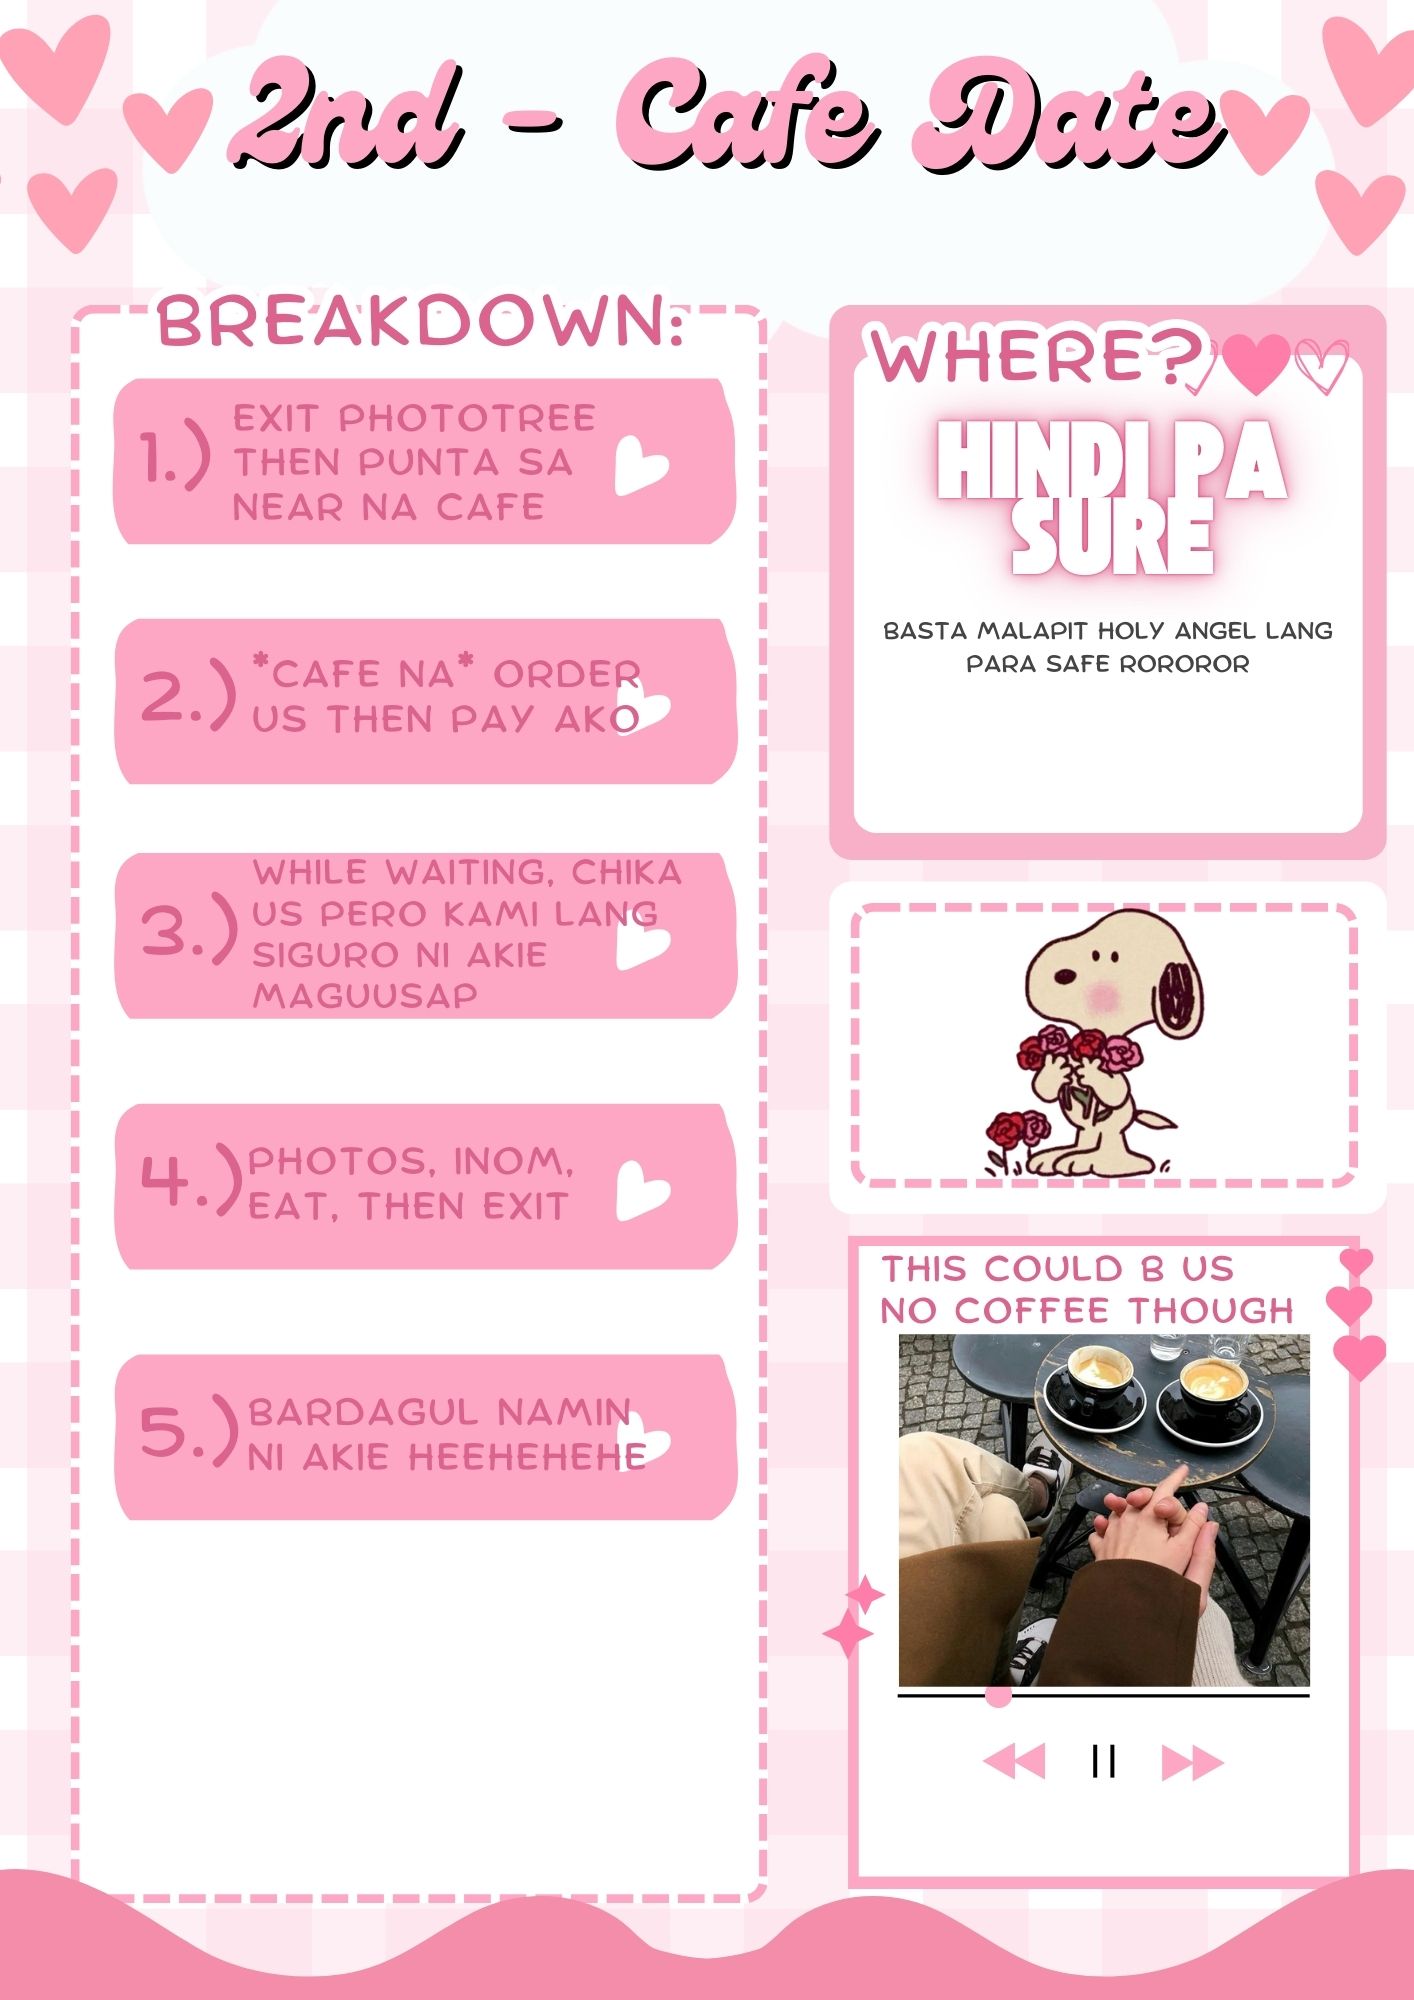 2nd - Cafe Date
BREAKDOWN:
1.) EXIT PHOTOTREE
THEN PUNTA SA
NEAR NA CAFE
2.) *CAFE NA* ORDER
US THEN PAY AKO
3.) WHILE WAITING, CHIKA
US PERO KAMI LANG
SIGURO NI AKIE
MAGUUSAP
4.) PHOTOS, INOM,
EAT, THEN EXIT
5.) BARDAGUL NAMIN
NI AKIE HEEHEHEHE
WHERE?
HINDI PA
SURE
BASTA MALAPIT HOLY ANGEL LANG
PARA SAFE ROROROR
THIS COULD B US
NO COFFEE THOUGH